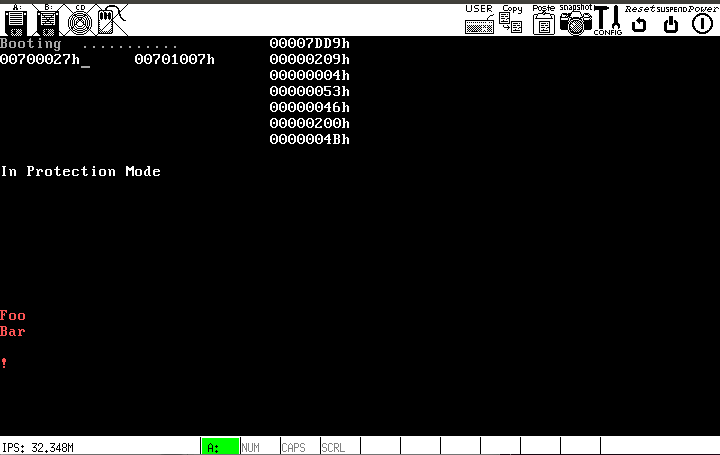 A: B: CD USER Copy Poste snapshot CONFIG Reset SUSPEND Power
Booting ........... 00007DD9h
00700027h_ 00701007h 00000209h
00000004h
00000053h
00000046h
00000200h
0000004Bh
In Protection Mode
Foo
Bar
!
IPS: 32.348M A: NUM CAPS SCRL